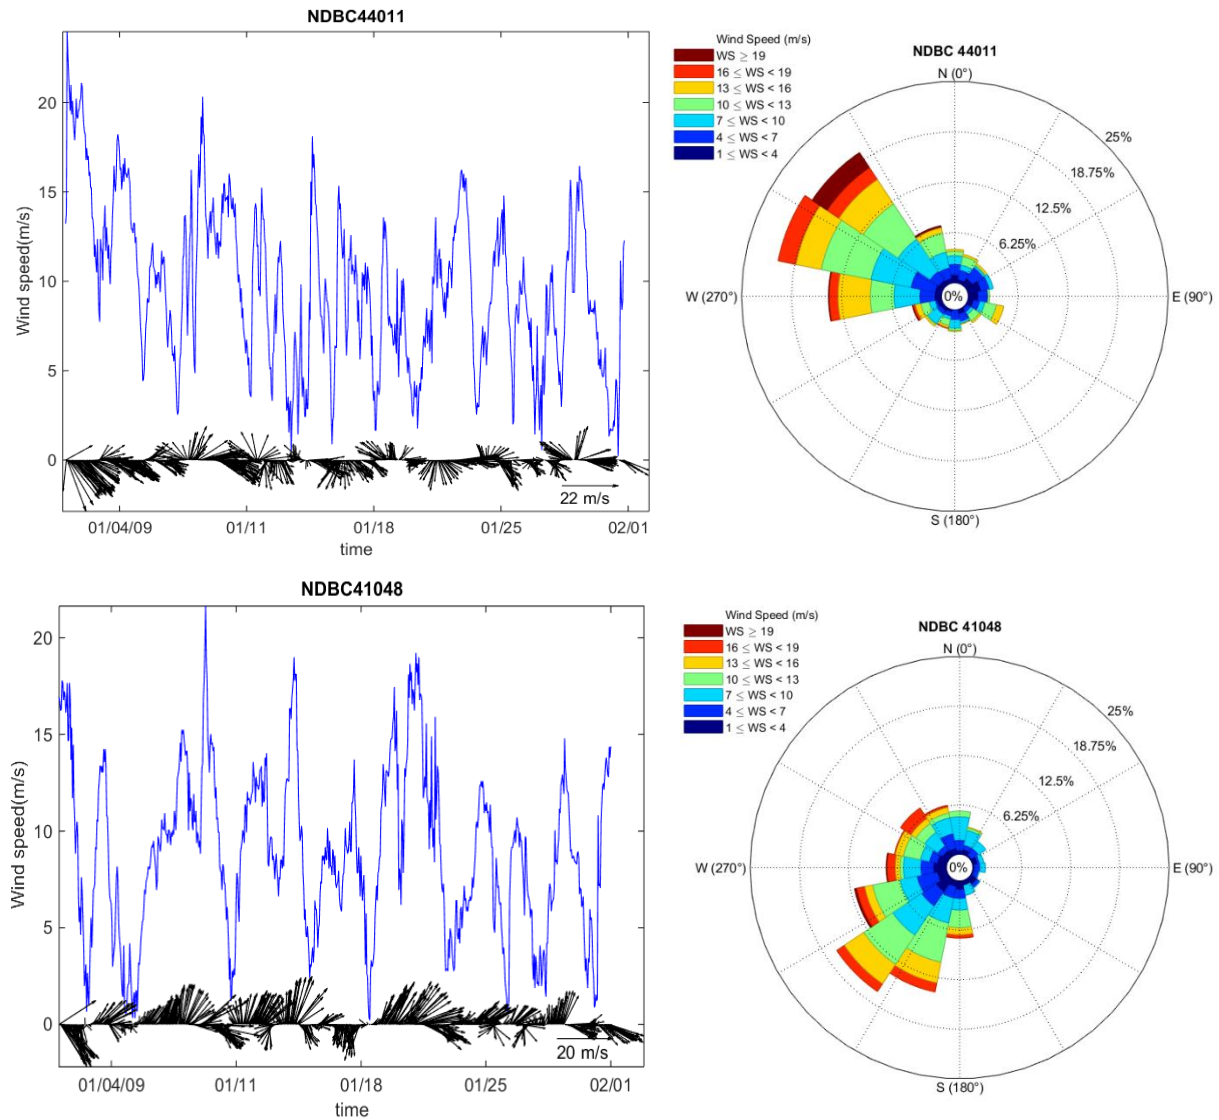 NDBC44011
20
15
10
5
0
Wind speed(m/s)
22 m/s
01/04/09
01/11
01/18
01/25
02/01
time
Wind Speed (m/s)
WS ≥ 19
16 ≤ WS < 19
13 ≤ WS < 16
10 ≤ WS < 13
7 ≤ WS < 10
4 ≤ WS < 7
1 ≤ WS < 4
NDBC 44011
N (0°)
25%
18.75%
12.5%
6.25%
W (270°)
0%
E (90°)
S (180°)
NDBC41048
20
15
10
5
0
Wind speed(m/s)
20 m/s
01/04/09
01/11
01/18
01/25
02/01
time
Wind Speed (m/s)
WS ≥ 19
16 ≤ WS < 19
13 ≤ WS < 16
10 ≤ WS < 13
7 ≤ WS < 10
4 ≤ WS < 7
1 ≤ WS < 4
NDBC 41048
N (0°)
25%
18.75%
12.5%
6.25%
W (270°)
0%
E (90°)
S (180°)